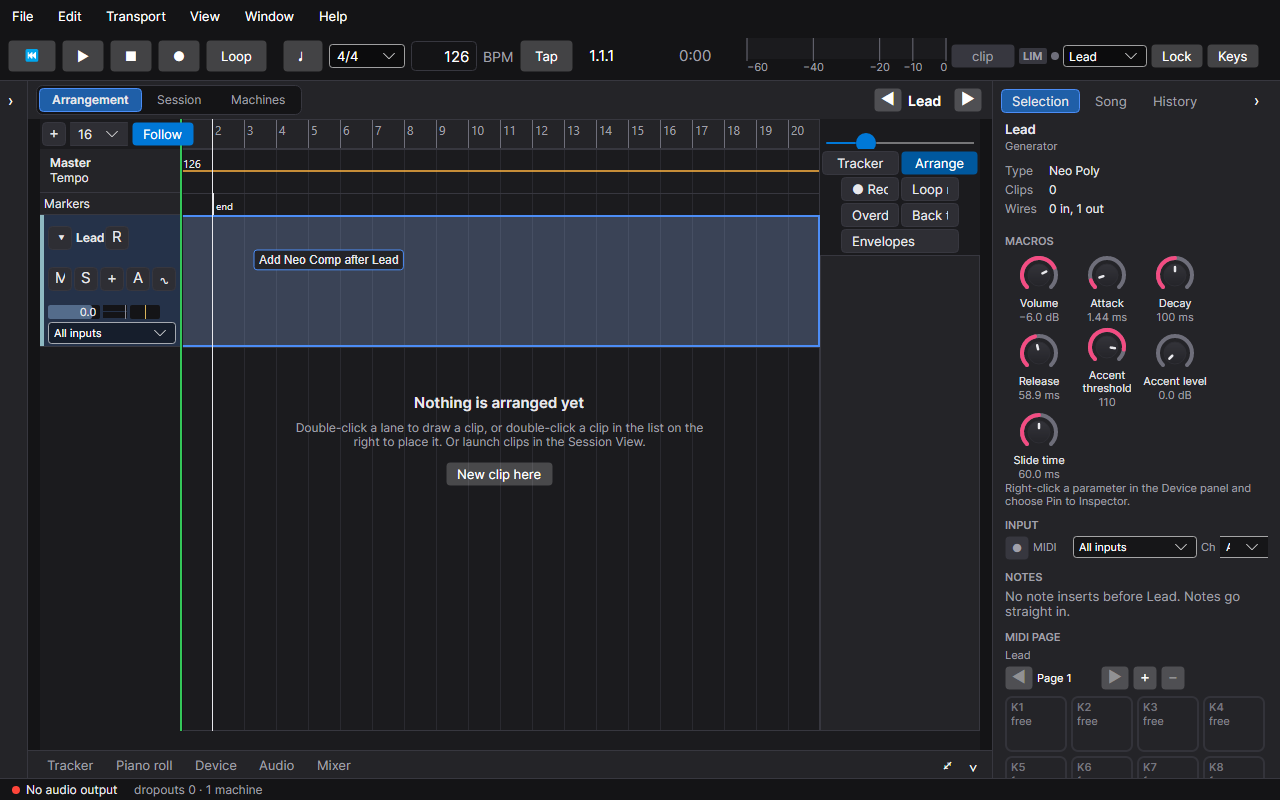 File Edit Transport View Window Help
Loop 4/4 126 BPM Tap 1.1.1 0:00 −60 −40 −20 −10 0 clip LIM Lead Lock Keys
Arrangement Session Machines Lead Selection Song History
+ 16 Follow 2 3 4 5 6 7 8 9 10 11 12 13 14 15 16 17 18 19 20
Master 126
Tempo
Markers end
Lead R
M S + A
0.0
All inputs
Add Neo Comp after Lead
Nothing is arranged yet
Double-click a lane to draw a clip, or double-click a clip in the list on the
right to place it. Or launch clips in the Session View.
New clip here
Tracker Arrange
Rec Loop
Overd Back
Envelopes
Lead
Generator
Type Neo Poly
Clips 0
Wires 0 in, 1 out
MACROS
Volume Attack Decay
−6.0 dB 1.44 ms 100 ms
Release Accent threshold Accent level
58.9 ms 110 0.0 dB
Slide time
60.0 ms
Right-click a parameter in the Device panel and
choose Pin to Inspector.
INPUT
MIDI All inputs Ch
NOTES
No note inserts before Lead. Notes go
straight in.
MIDI PAGE
Lead
Page 1 + −
K1 K2 K3 K4
free free free free
K5 K6 K7 K8
Tracker Piano roll Device Audio Mixer
No audio output dropouts 0 · 1 machine